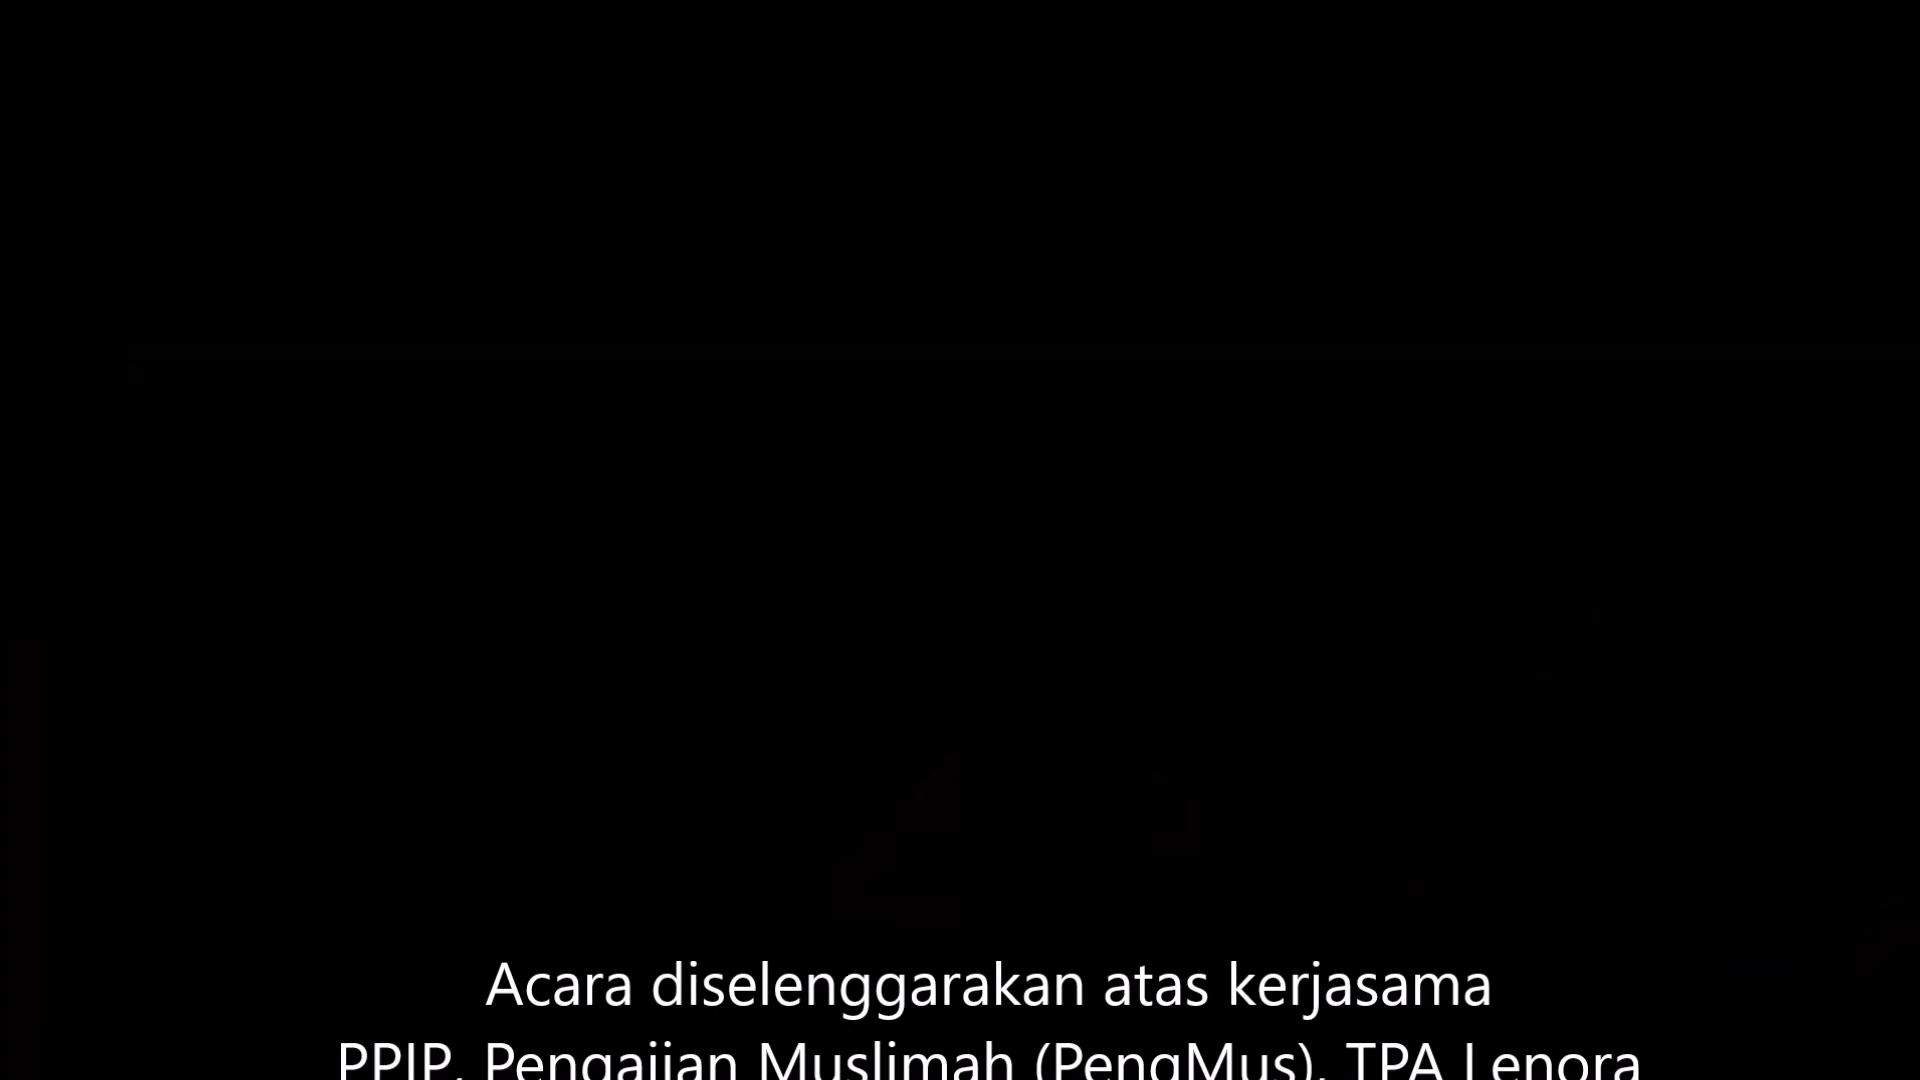 Acara diselenggarakan atas kerjasama
PPIP, Pengajian Muslimah (PengMus), TPA Lenora